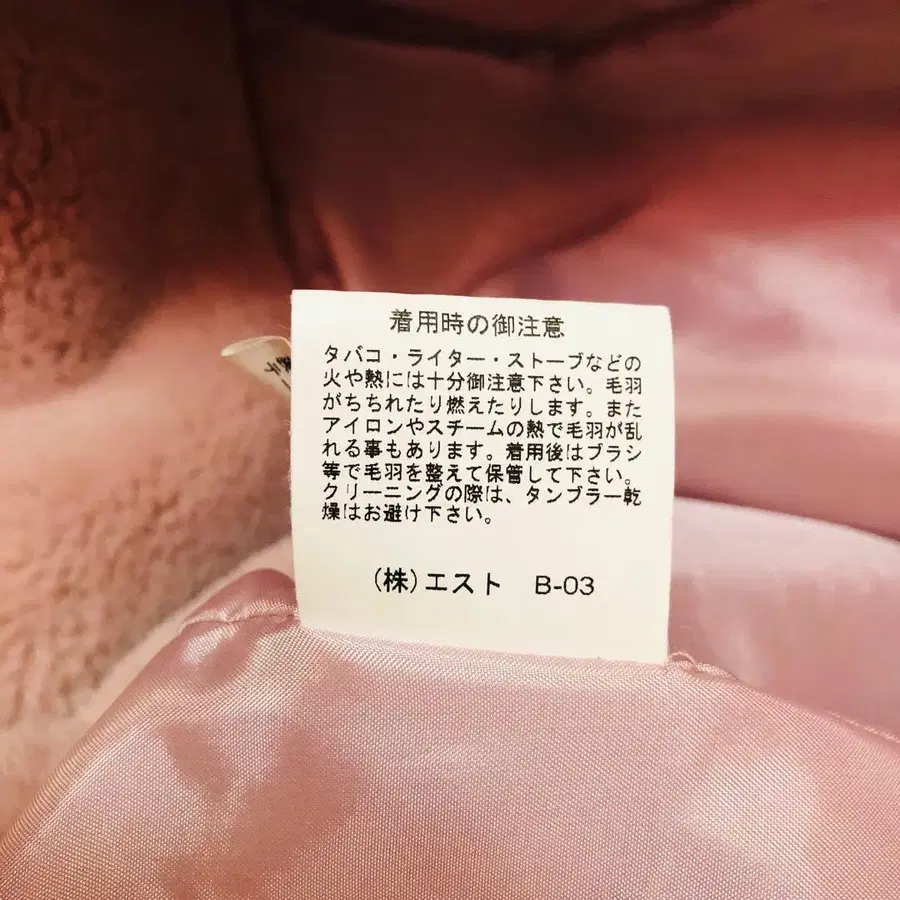 着用時の御注意
タバコ・ライター・ストーブなどの
火や熱には十分御注意下さい。毛羽
がちぢれたり燃えたりします。また
アイロンやスチームの熱で毛羽が乱
れる事もあります。着用後はブラシ
等で毛羽を整えて保管して下さい。
クリーニングの際は、タンブラー乾
燥はお避け下さい。
(株)エスト B-03